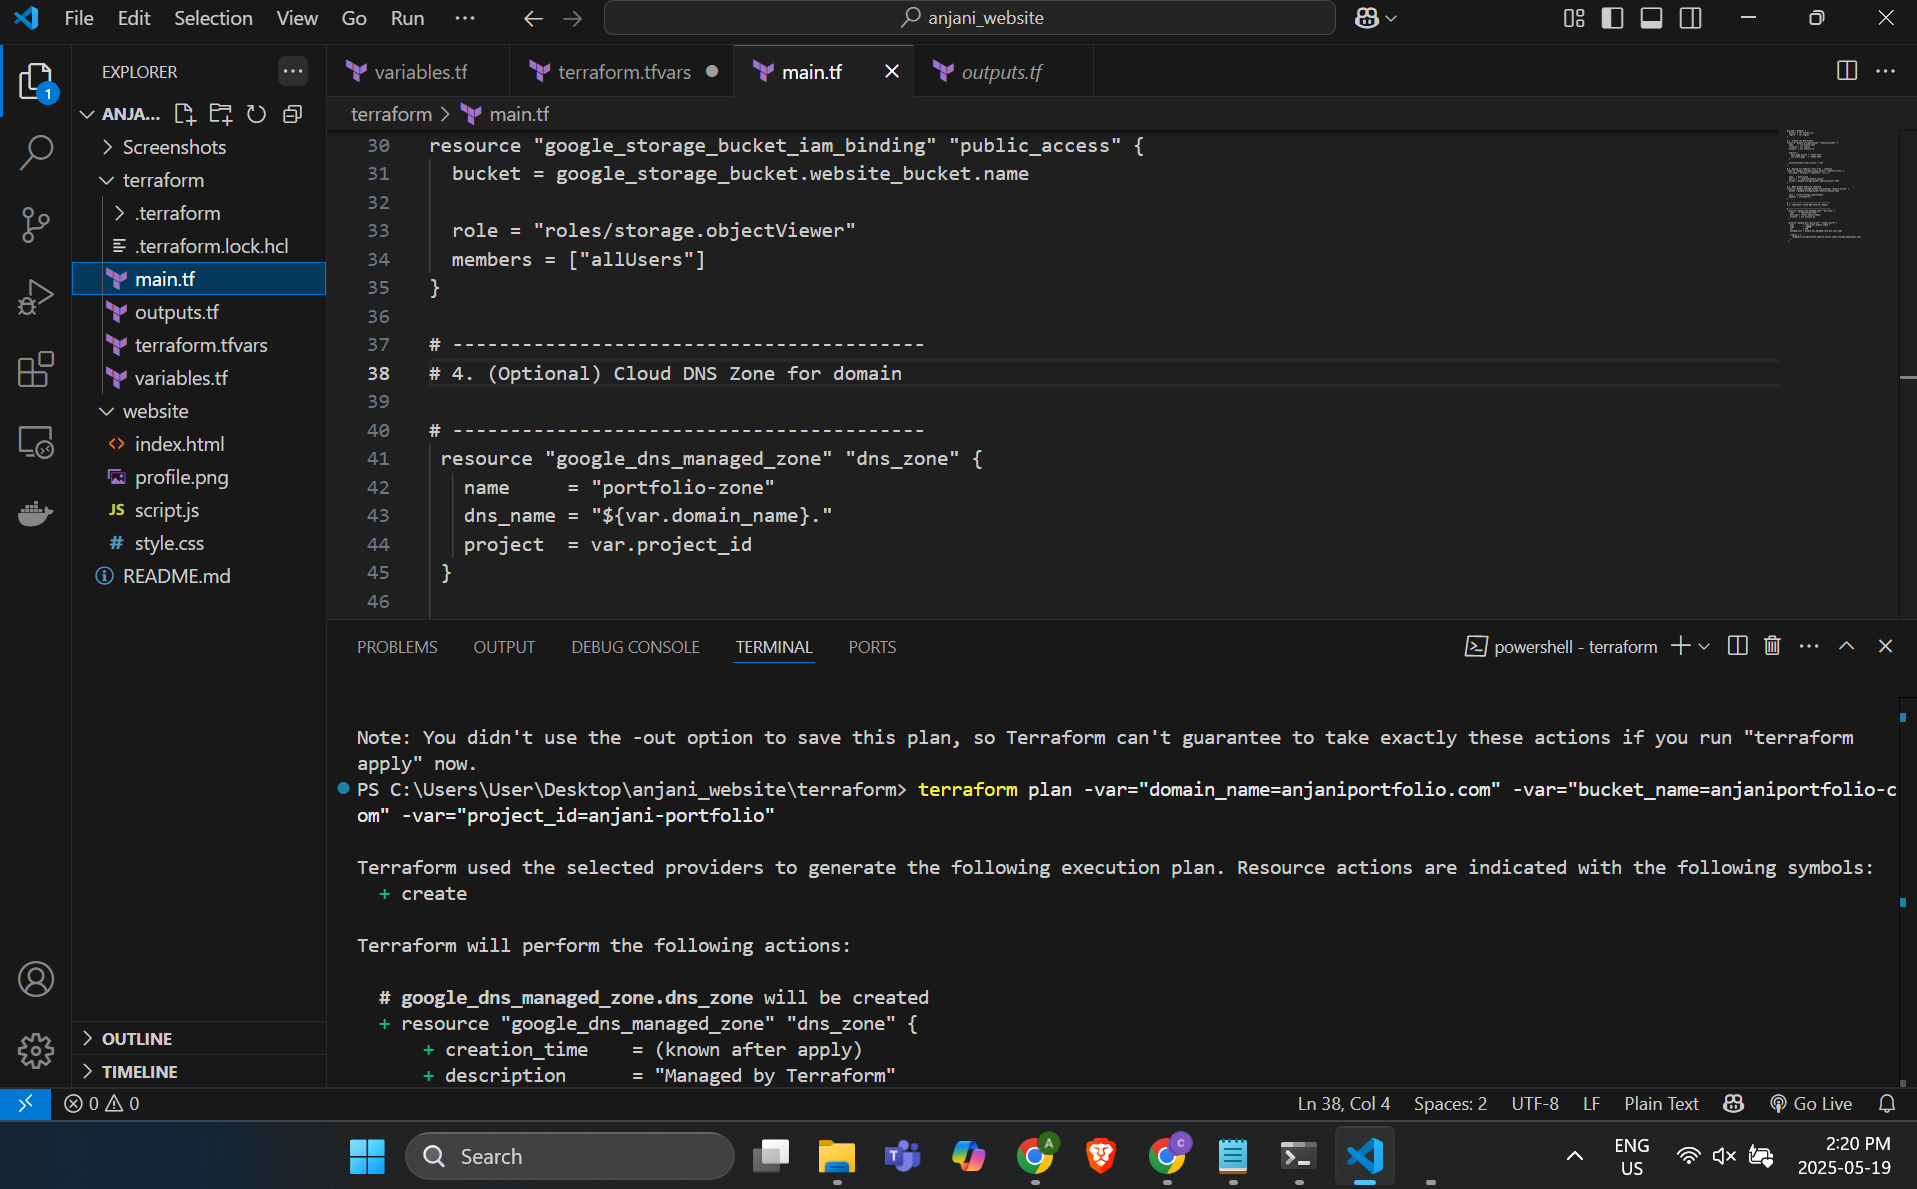 File Edit Selection View Go Run ···
anjani_website
EXPLORER
variables.tf
terraform.tfvars
main.tf
outputs.tf
ANJA...
terraform > main.tf
1
Screenshots
terraform
.terraform
.terraform.lock.hcl
main.tf
outputs.tf
terraform.tfvars
variables.tf
website
index.html
profile.png
JS script.js
# style.css
README.md
30 resource "google_storage_bucket_iam_binding" "public_access" {
31 bucket = google_storage_bucket.website_bucket.name
32
33 role = "roles/storage.objectViewer"
34 members = ["allUsers"]
35 }
36
37 # -----------------------------------------
38 # 4. (Optional) Cloud DNS Zone for domain
39
40 # -----------------------------------------
41 resource "google_dns_managed_zone" "dns_zone" {
42 name     = "portfolio-zone"
43 dns_name = "${var.domain_name}."
44 project  = var.project_id
45 }
46
PROBLEMS OUTPUT DEBUG CONSOLE TERMINAL PORTS
powershell - terraform
Note: You didn't use the -out option to save this plan, so Terraform can't guarantee to take exactly these actions if you run "terraform
apply" now.
PS C:\Users\User\Desktop\anjani_website\terraform> terraform plan -var="domain_name=anjaniportfolio.com" -var="bucket_name=anjaniportfolio-c
om" -var="project_id=anjani-portfolio"
Terraform used the selected providers to generate the following execution plan. Resource actions are indicated with the following symbols:
+ create
Terraform will perform the following actions:
# google_dns_managed_zone.dns_zone will be created
+ resource "google_dns_managed_zone" "dns_zone" {
+ creation_time    = (known after apply)
+ description      = "Managed by Terraform"
OUTLINE
TIMELINE
0 0
Ln 38, Col 4 Spaces: 2 UTF-8 LF Plain Text Go Live
Search
T
A
C
ENG
US
2:20 PM
2025-05-19